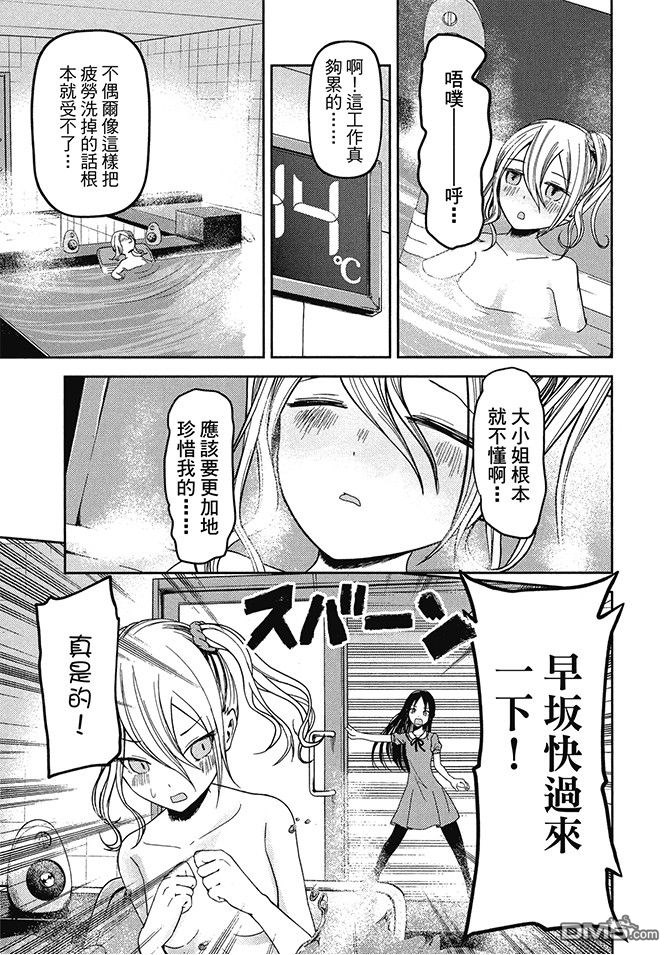 唔噗——
呼…
啊！這工作真
夠累的……
14℃
不偶爾像這樣把
疲勞洗掉的話根
本就受不了…
大小姐根本
就不懂啊…
應該要更加地
珍惜我的……
スバーン
早坂快過來
一下！
真是的！
DM5.com